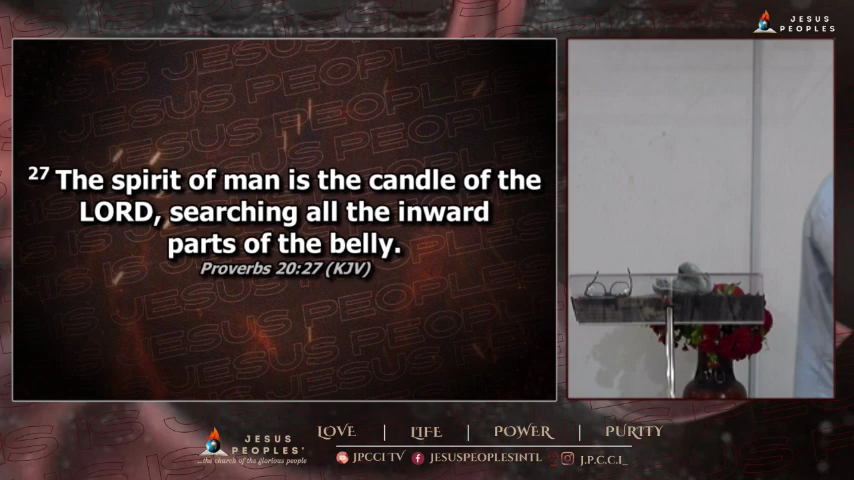 JESUS
PEOPLES
27 The spirit of man is the candle of the
LORD, searching all the inward
parts of the belly.
Proverbs 20:27 (KJV)
JESUS
PEOPLES'
...the church of the glorious people
LOVE | LIFE | POWER | PURITY
JPCCI TV JESUSPEOPLESINTL J.P.C.C.I_